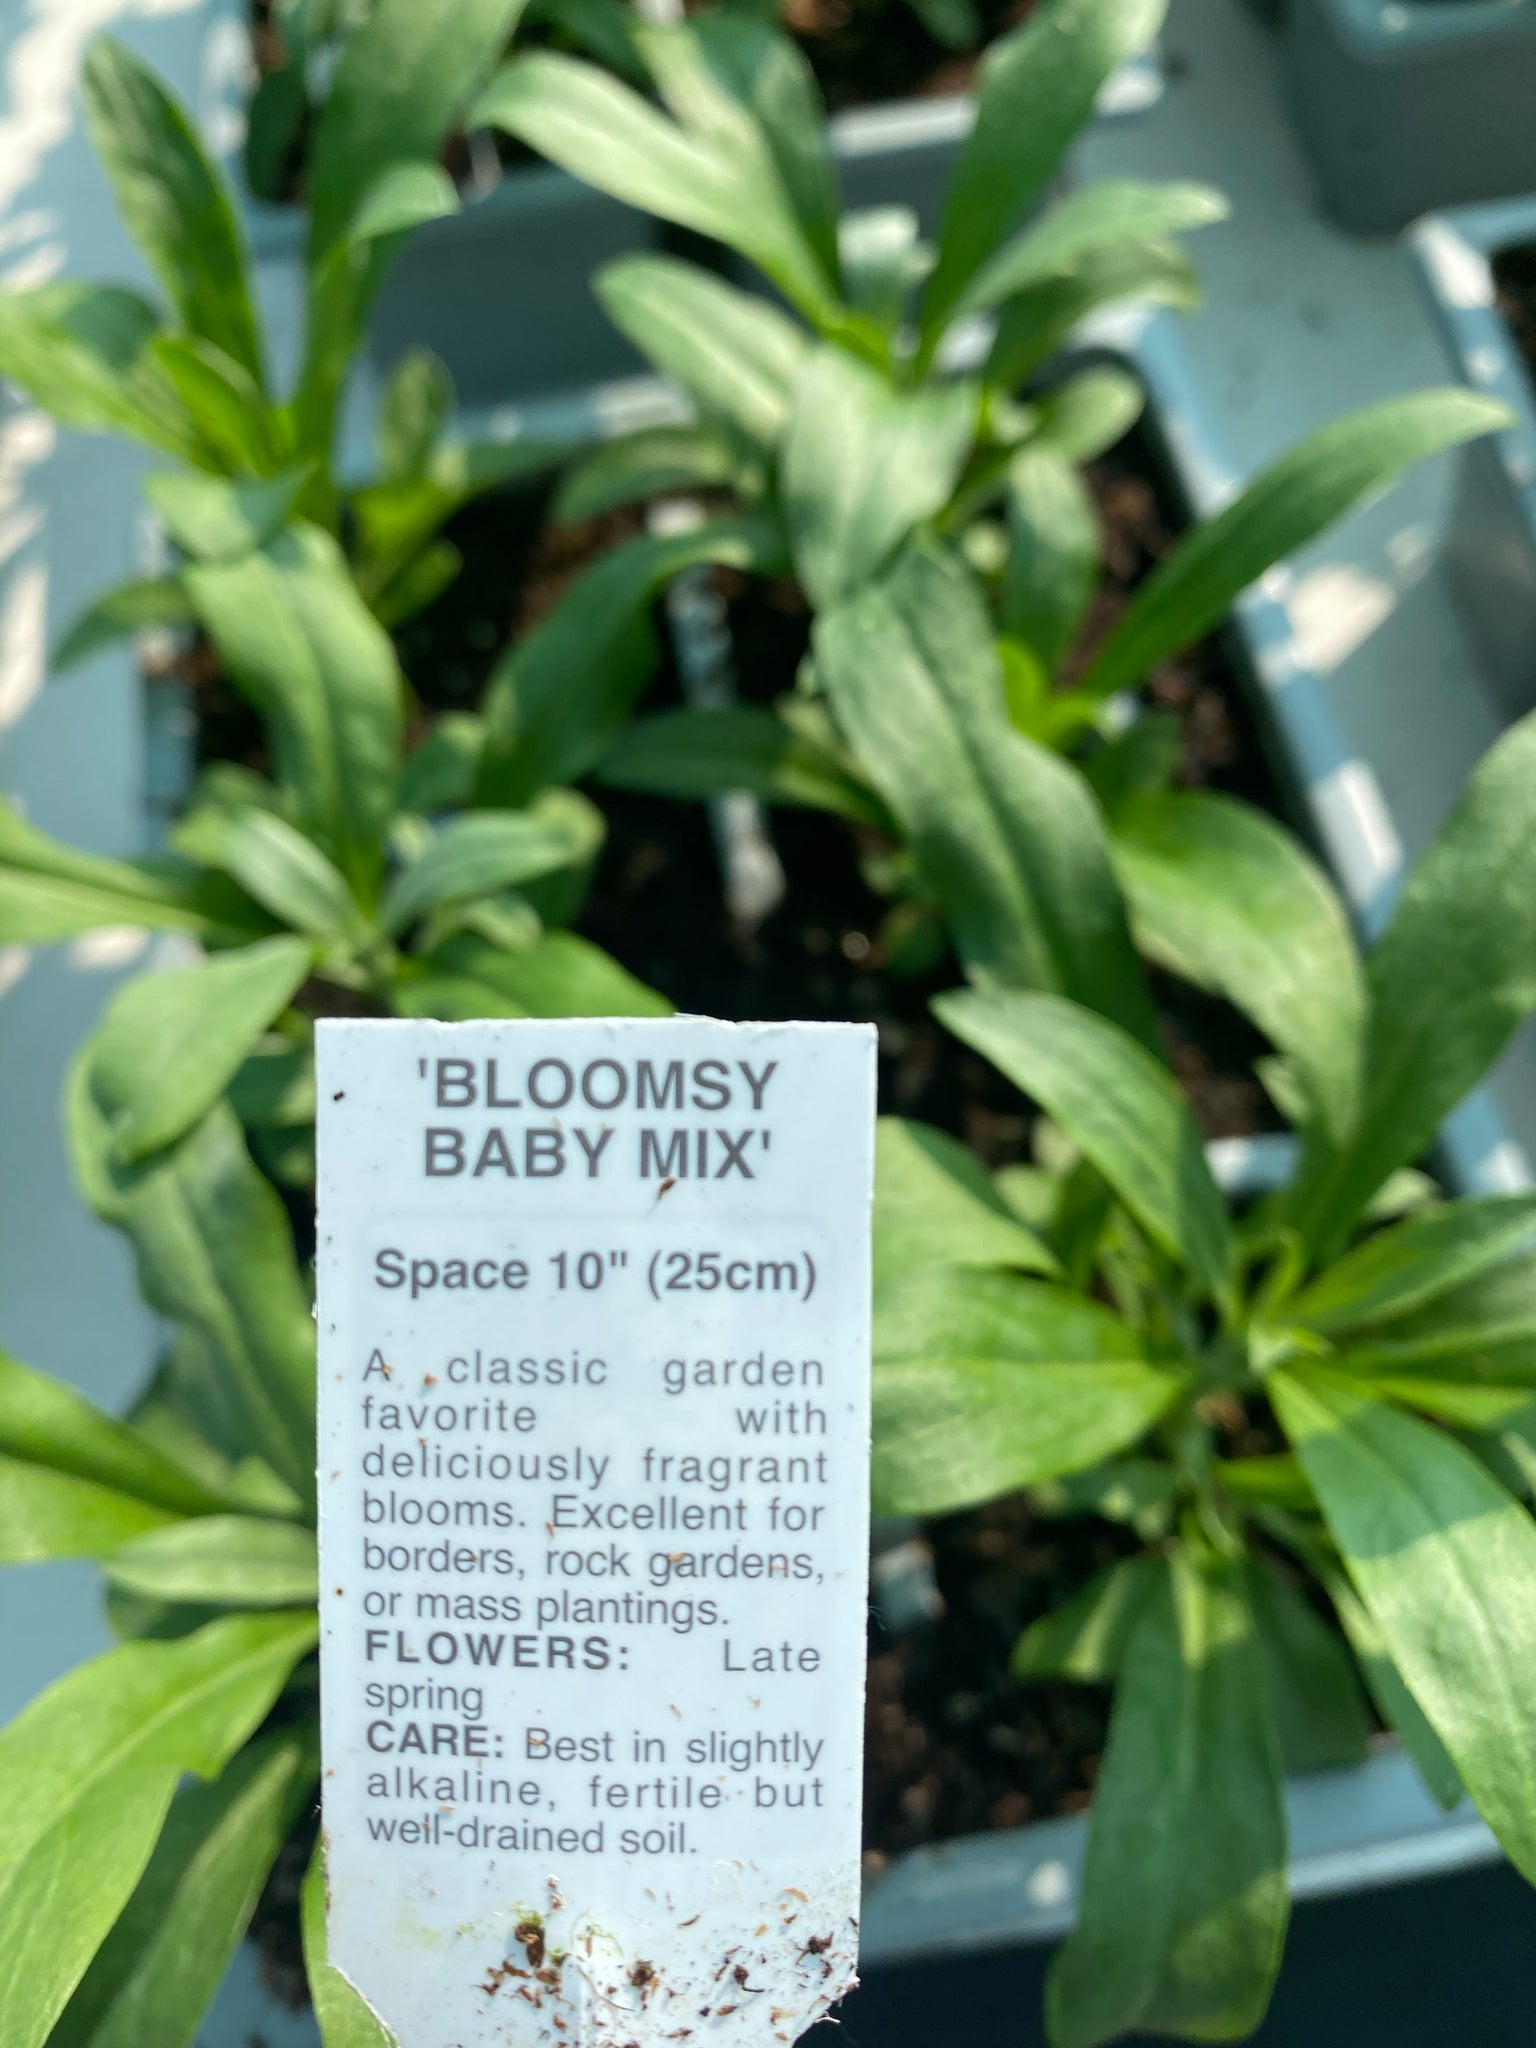 'BLOOMSY
BABY MIX'
Space 10" (25cm)
A classic garden
favorite with
deliciously fragrant
blooms. Excellent for
borders, rock gardens,
or mass plantings.
FLOWERS: Late
spring
CARE: Best in slightly
alkaline, fertile but
well-drained soil.